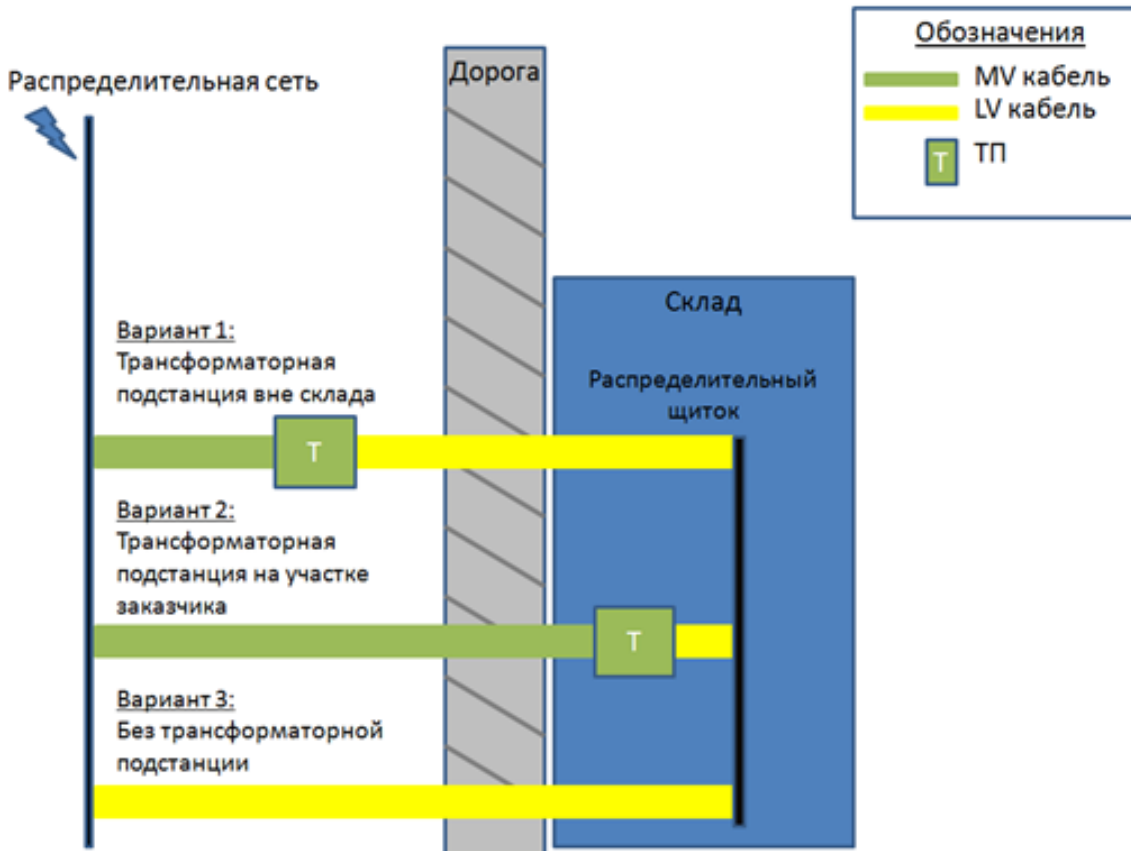 Обозначения
MV кабель
LV кабель
Т
ТП
Распределительная сеть
Дорога
Склад
Распределительный
щиток
Вариант 1:
Трансформаторная
подстанция вне склада
Т
Вариант 2:
Трансформаторная
подстанция на участке
заказчика
Т
Вариант 3:
Без трансформаторной
подстанции